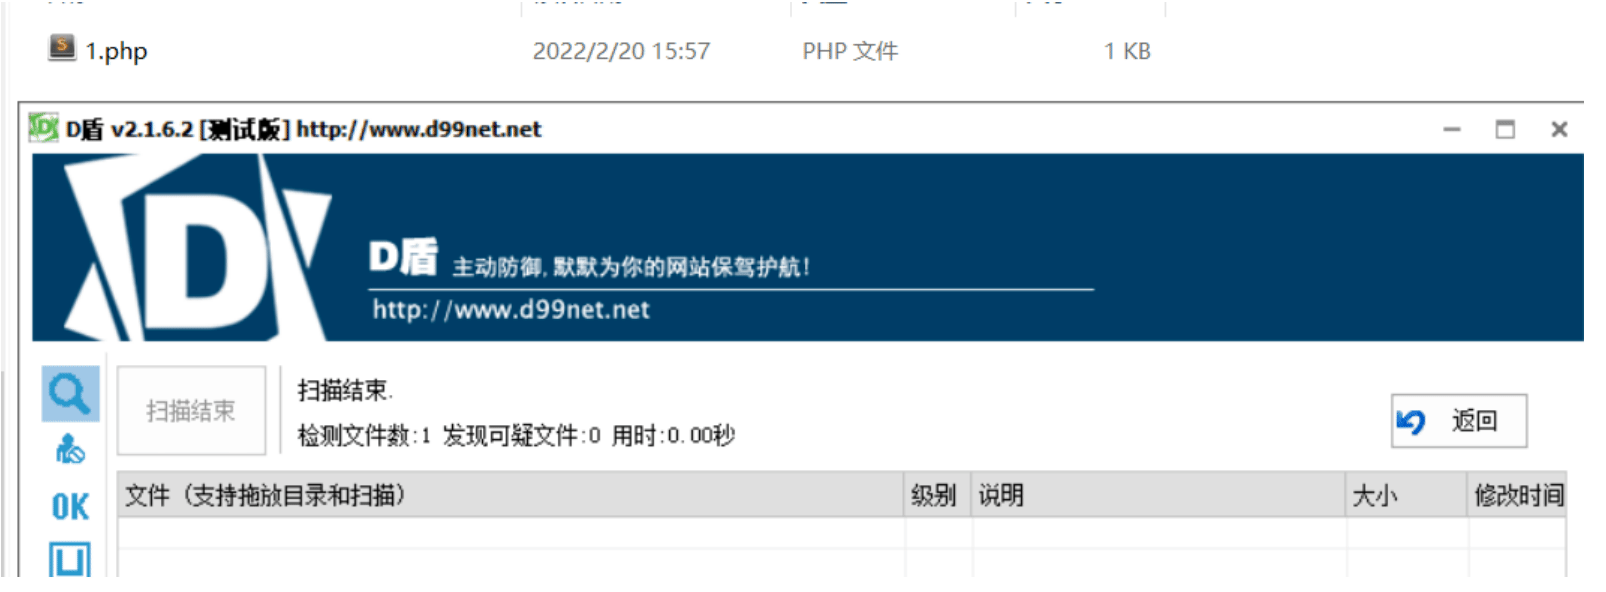 1.php 2022/2/20 15:57 PHP 文件 1 KB
D盾 v2.1.6.2 [测试版] http://www.d99net.net
D盾 主动防御,默默为你的网站保驾护航!
http://www.d99net.net
扫描结束
扫描结束.
检测文件数:1 发现可疑文件:0 用时:0.00秒
返回
OK
文件 (支持拖放目录和扫描) 级别 说明 大小 修改时间